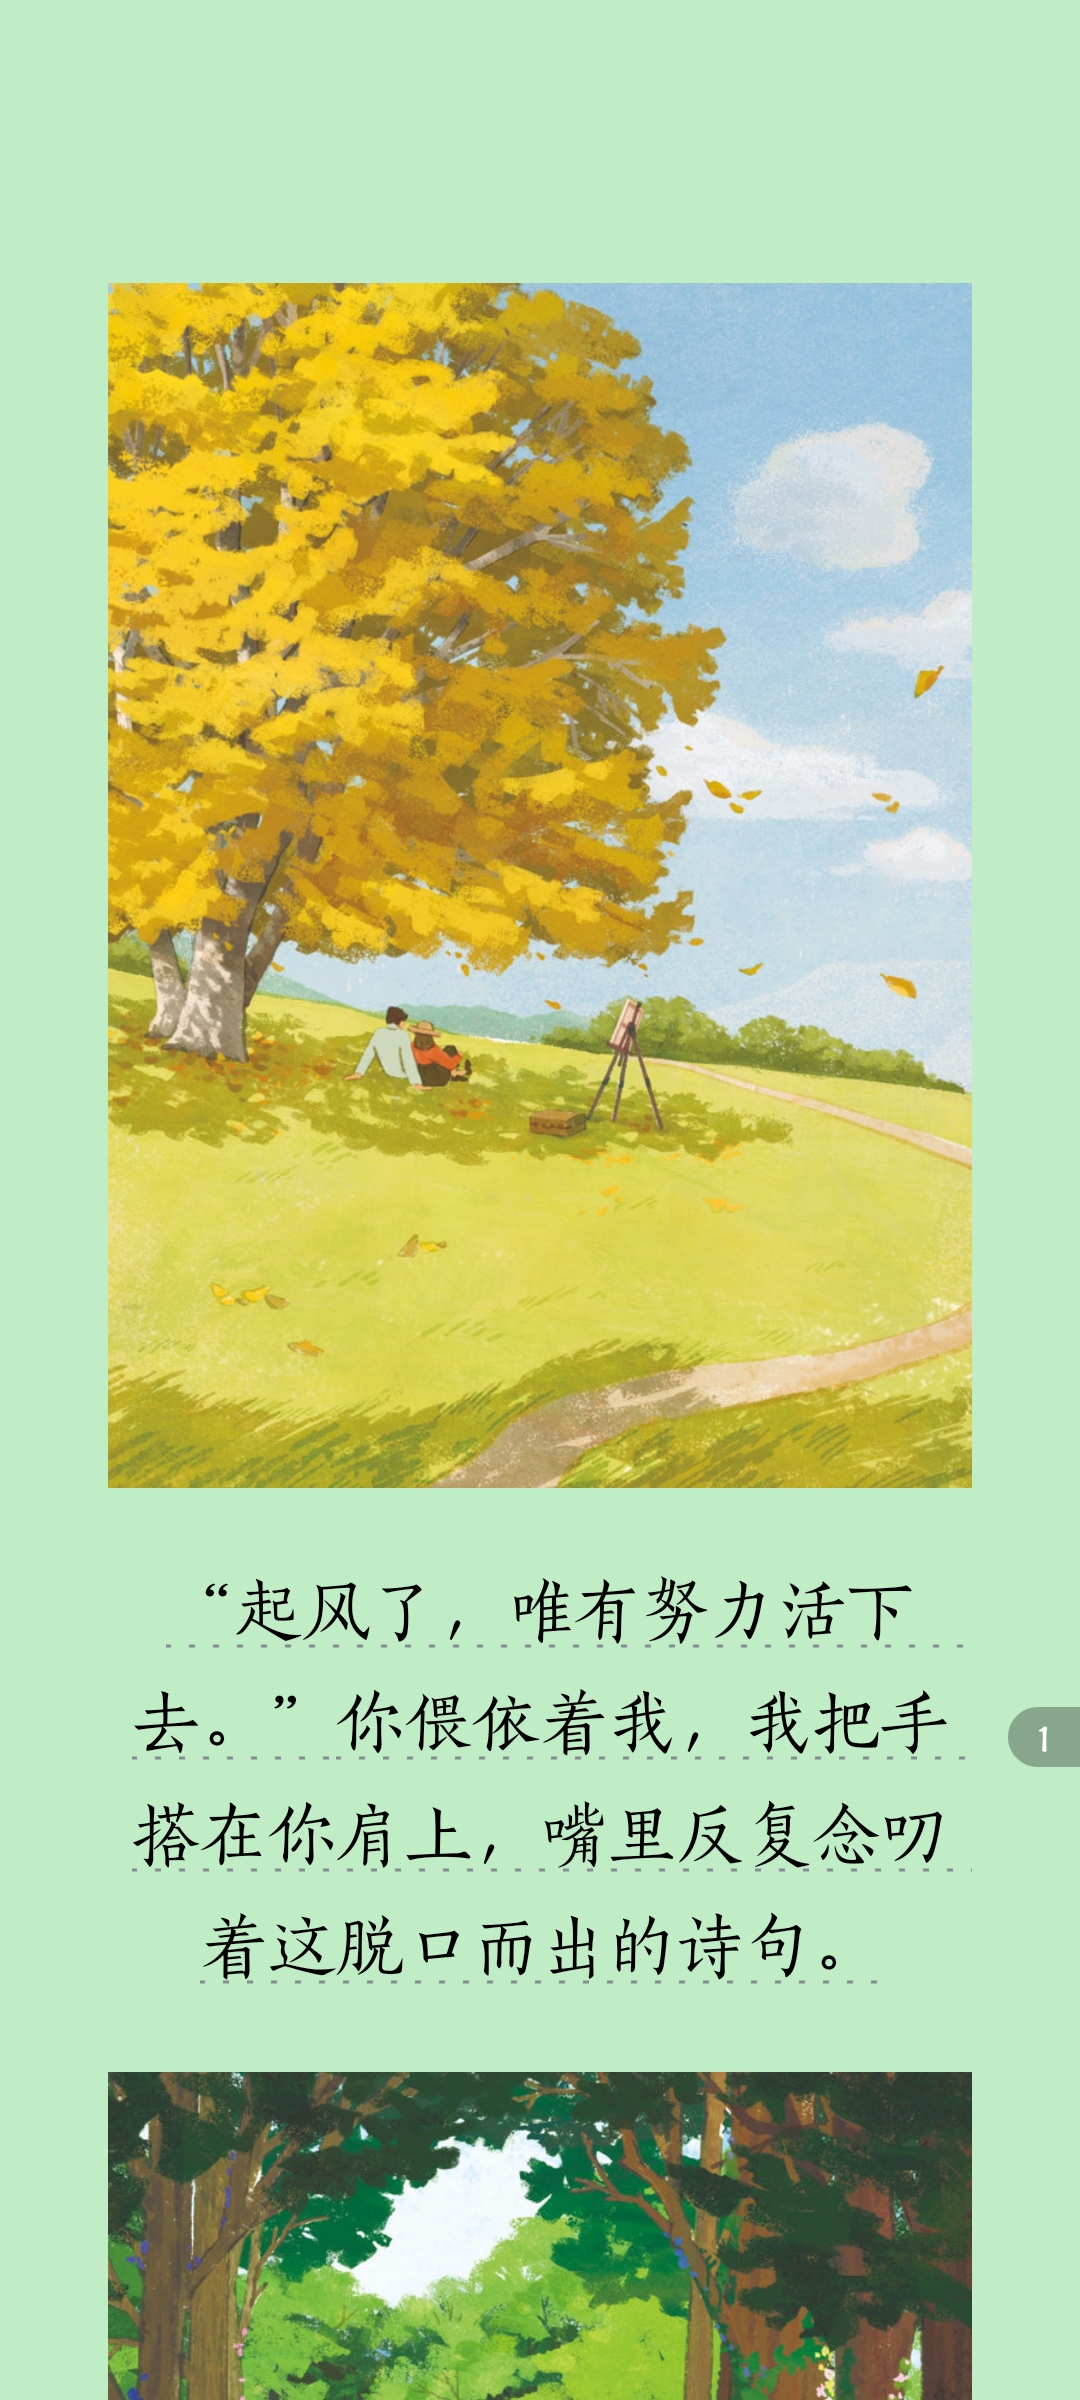 “起风了，唯有努力活下
去。”你偎依着我，我把手
搭在你肩上，嘴里反复念叨
着这脱口而出的诗句。
1